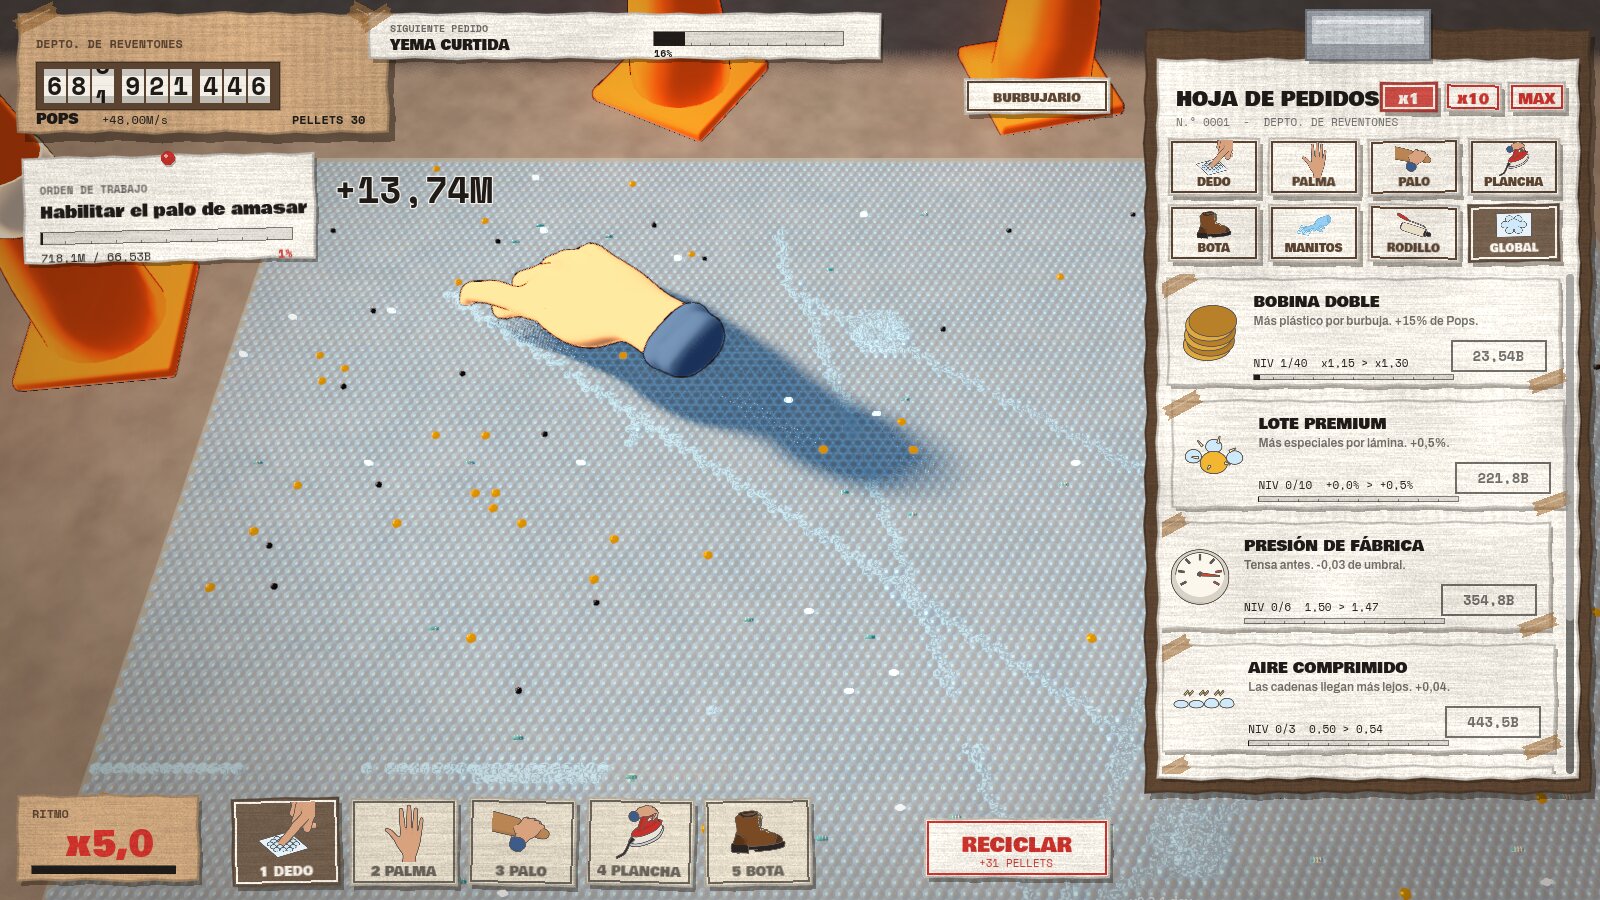 DEPTO. DE REVENTONES
921 446
POPS +48,00M/s PELLETS 30
SIGUIENTE PEDIDO
YEMA CURTIDA
16%
BURBUJARIO
ORDEN DE TRABAJO
Habilitar el palo de amasar
718,1M / 66,53B 1%
+13,74M
HOJA DE PEDIDOS x1 x10 MAX
N.° 0001 - DEPTO. DE REVENTONES
DEDO PALMA PALO PLANCHA
BOTA MANITOS RODILLO GLOBAL
BOBINA DOBLE
Más plástico por burbuja. +15% de Pops.
NIV 1/40 x1,15 > x1,30 23,54B
LOTE PREMIUM
Más especiales por lámina. +0,5%.
NIV 0/10 +0,0% > +0,5% 221,8B
PRESIÓN DE FÁBRICA
Tensa antes. -0,03 de umbral.
NIV 0/6 1,50 > 1,47 354,8B
AIRE COMPRIMIDO
Las cadenas llegan más lejos. +0,04.
NIV 0/3 0,50 > 0,54 443,5B
RITMO
x5,0
1 DEDO 2 PALMA 3 PALO 4 PLANCHA 5 BOTA
RECICLAR
+31 PELLETS